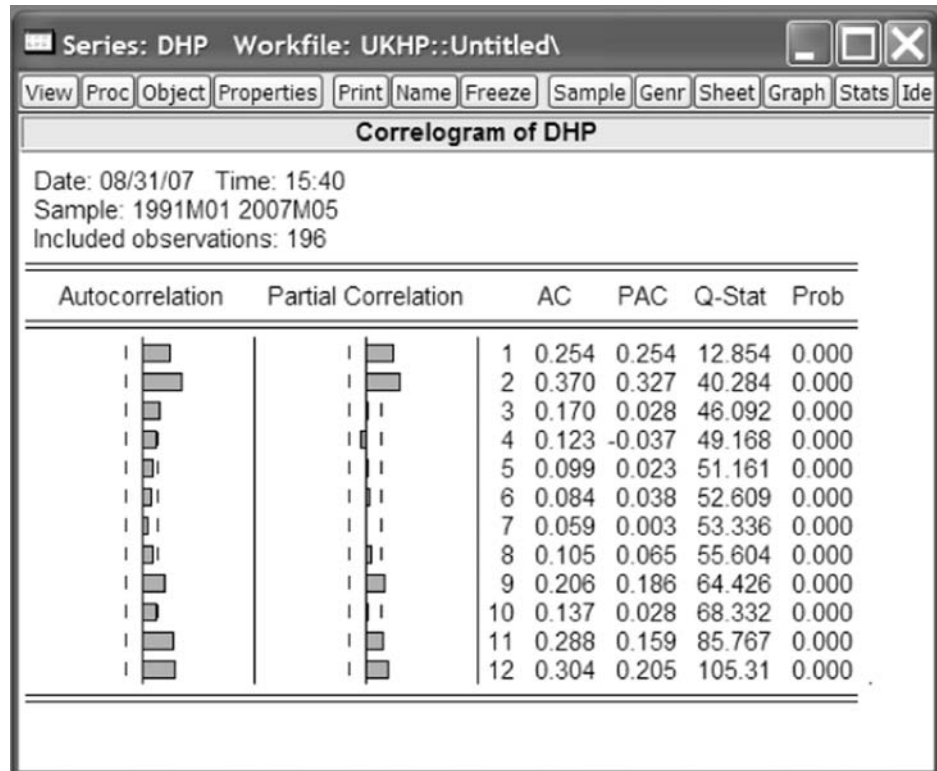 Series: DHP Workfile: UKHP::Untitled\
View Proc Object Properties Print Name Freeze Sample Genr Sheet Graph Stats Ide
Correlogram of DHP
Date: 08/31/07 Time: 15:40
Sample: 1991M01 2007M05
Included observations: 196
Autocorrelation Partial Correlation AC PAC Q-Stat Prob
1 0.254 0.254 12.854 0.000
2 0.370 0.327 40.284 0.000
3 0.170 0.028 46.092 0.000
4 0.123 -0.037 49.168 0.000
5 0.099 0.023 51.161 0.000
6 0.084 0.038 52.609 0.000
7 0.059 0.003 53.336 0.000
8 0.105 0.065 55.604 0.000
9 0.206 0.186 64.426 0.000
10 0.137 0.028 68.332 0.000
11 0.288 0.159 85.767 0.000
12 0.304 0.205 105.31 0.000